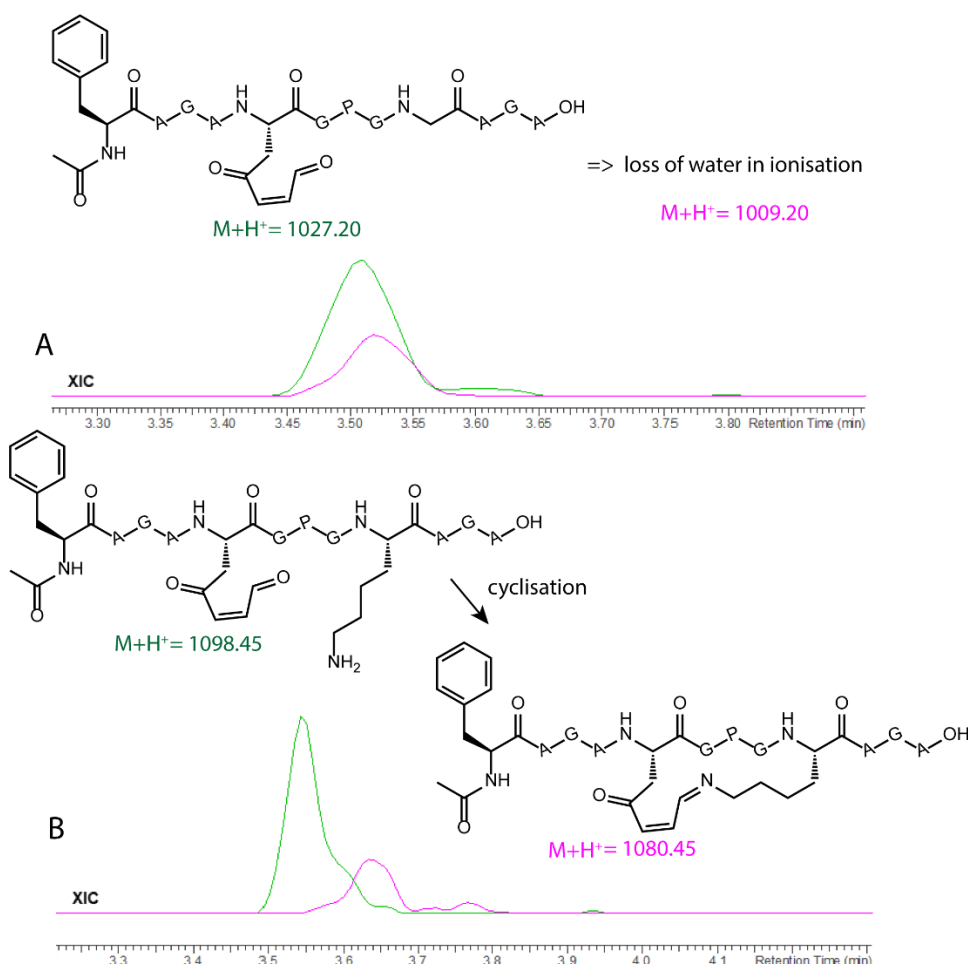 O
O
O
H
N
G
P
G
H
N
A
G
A
A
G
A
OH
NH
O
O
O
=> loss of water in ionisation
M+H⁺= 1027.20
M+H⁺= 1009.20
A
XIC
3.30 3.35 3.40 3.45 3.50 3.55 3.60 3.65 3.70 3.75 3.80 Retention Time (min)
O
O
O
H
N
G
P
G
H
N
A
G
A
A
G
A
OH
NH
O
O
O
cyclisation
M+H⁺= 1098.45
NH₂
O
O
O
H
N
G
P
G
H
N
A
G
A
A
G
A
OH
NH
O
O
N
B
M+H⁺= 1080.45
XIC
3.3 3.4 3.5 3.6 3.7 3.8 3.9 4.0 4.1 Retention Time (min)